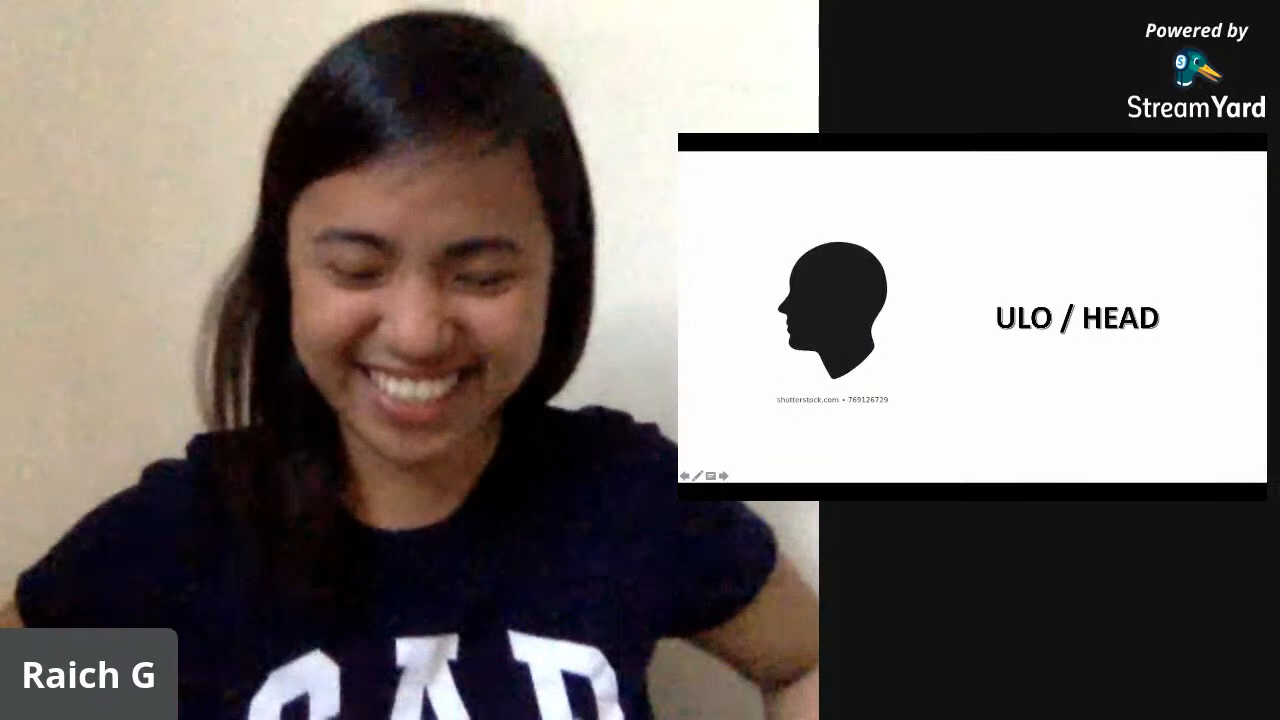 Powered by
StreamYard
ULO / HEAD
shutterstock.com • 769126729
Raich G
GAP